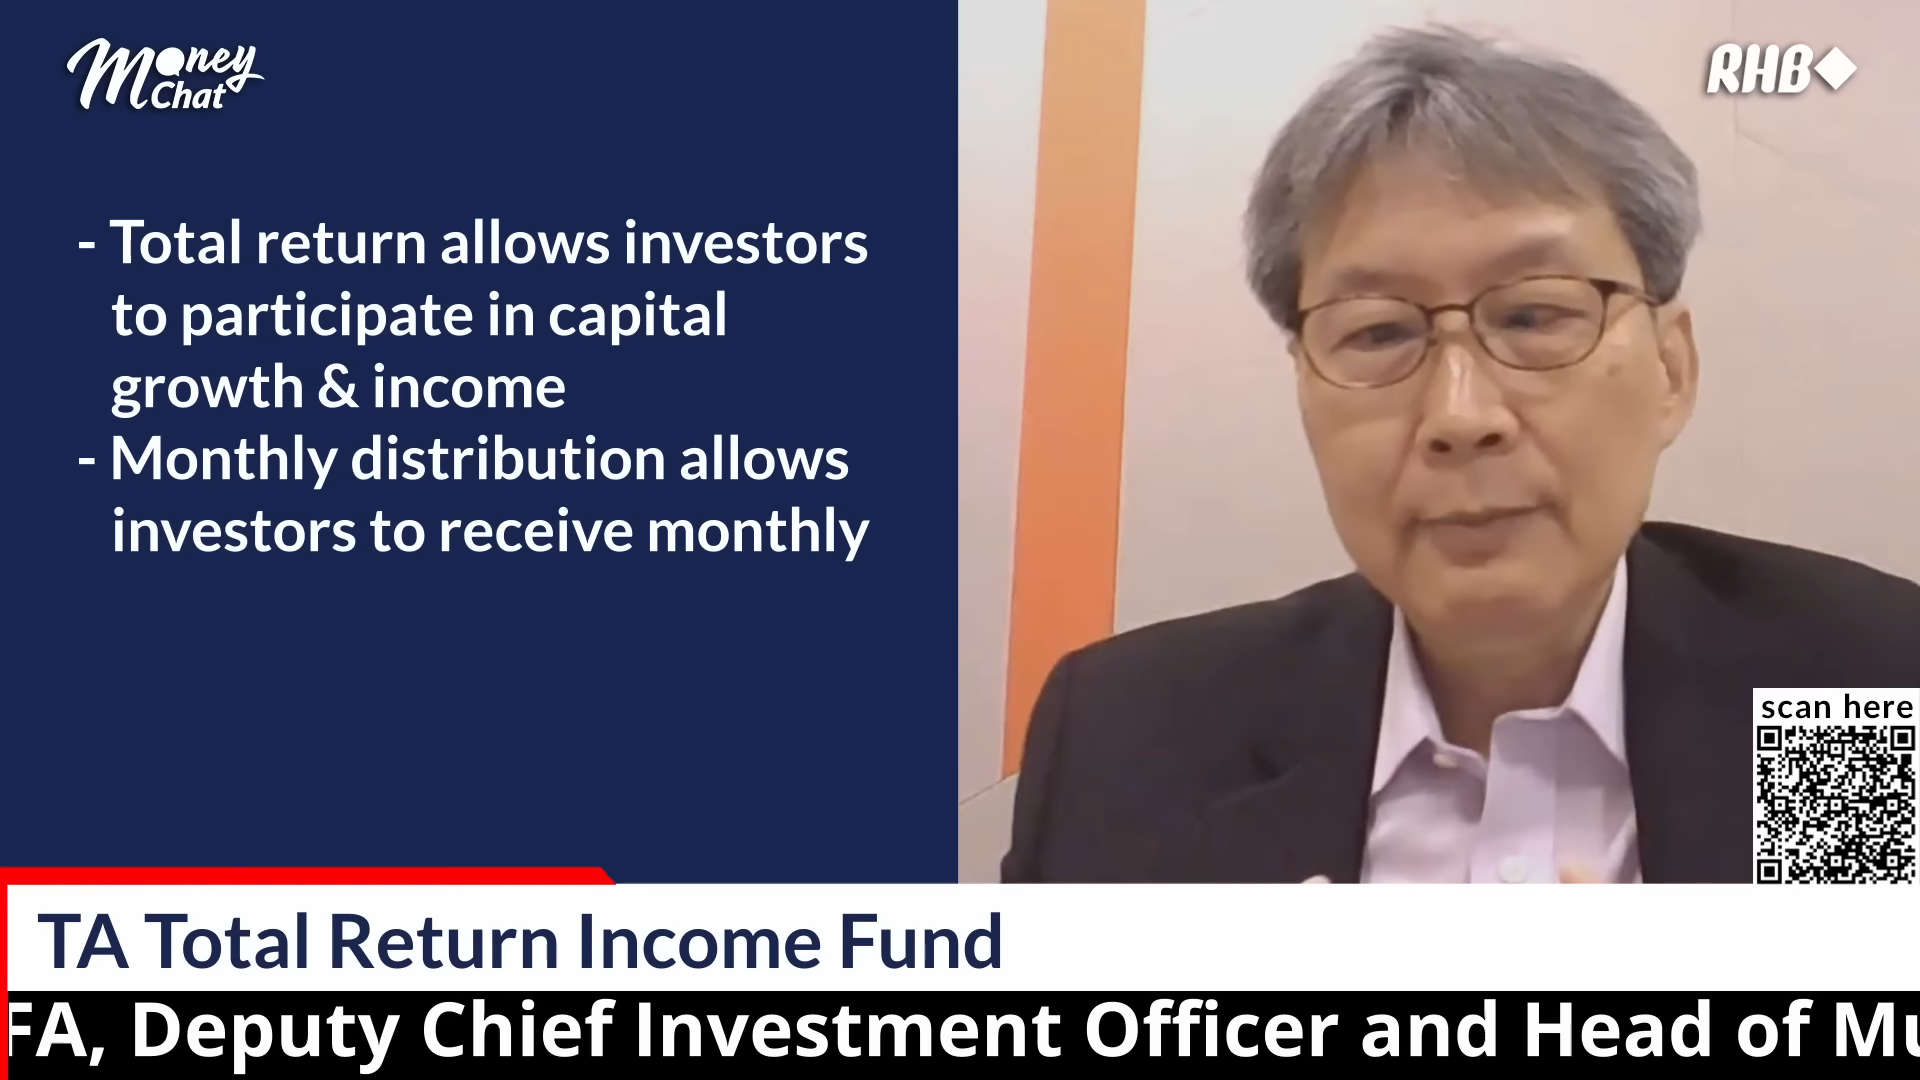 Money
Chat
RHB
- Total return allows investors
to participate in capital
growth & income
- Monthly distribution allows
investors to receive monthly
scan here
TA Total Return Income Fund
FA, Deputy Chief Investment Officer and Head of Mu